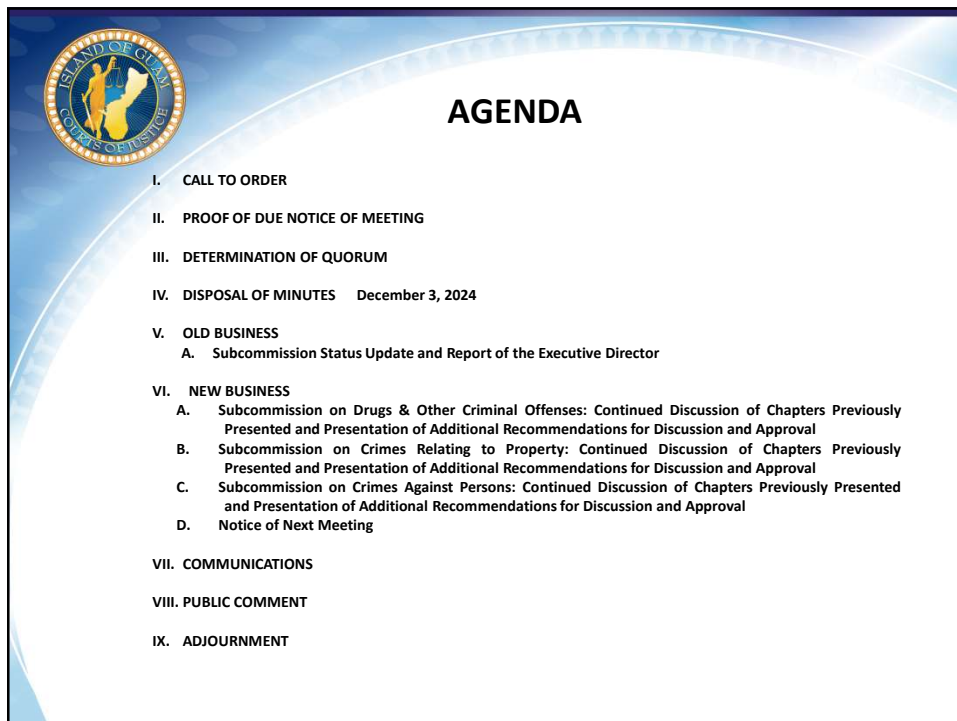 ISLAND OF GUAM
COURTS OF JUSTICE
AGENDA
I. CALL TO ORDER
II. PROOF OF DUE NOTICE OF MEETING
III. DETERMINATION OF QUORUM
IV. DISPOSAL OF MINUTES December 3, 2024
V. OLD BUSINESS
A. Subcommission Status Update and Report of the Executive Director
VI. NEW BUSINESS
A. Subcommission on Drugs & Other Criminal Offenses: Continued Discussion of Chapters Previously
Presented and Presentation of Additional Recommendations for Discussion and Approval
B. Subcommission on Crimes Relating to Property: Continued Discussion of Chapters Previously
Presented and Presentation of Additional Recommendations for Discussion and Approval
C. Subcommission on Crimes Against Persons: Continued Discussion of Chapters Previously Presented
and Presentation of Additional Recommendations for Discussion and Approval
D. Notice of Next Meeting
VII. COMMUNICATIONS
VIII. PUBLIC COMMENT
IX. ADJOURNMENT